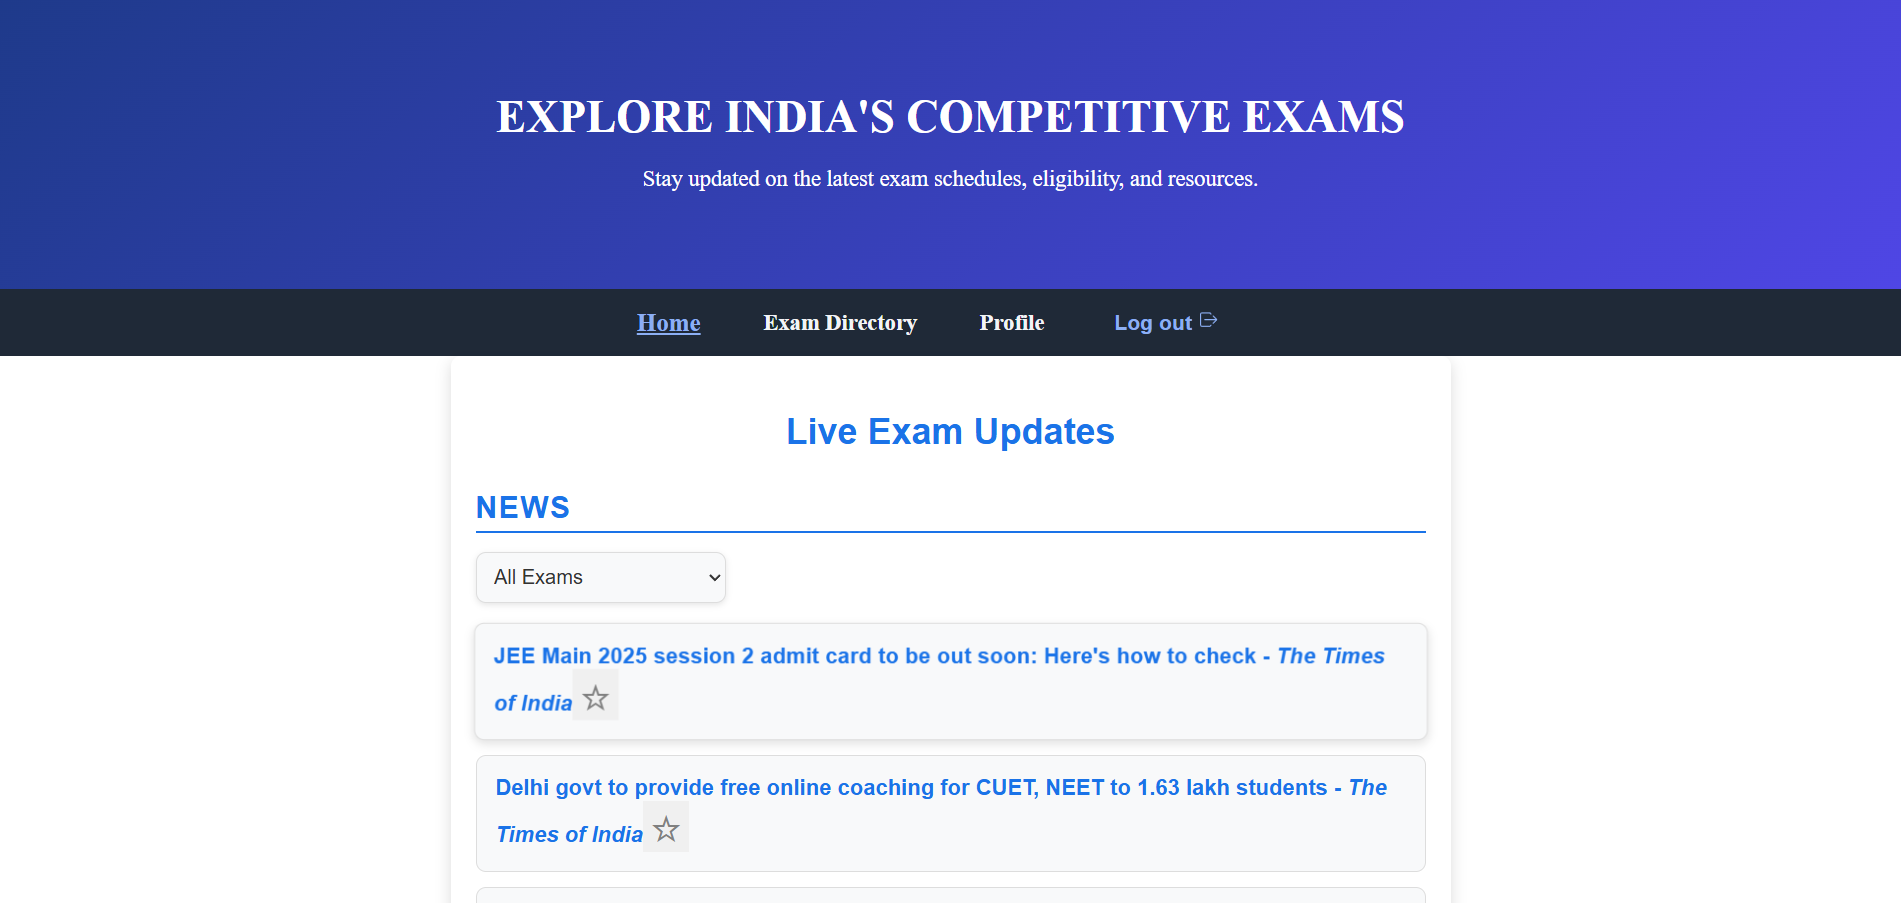 EXPLORE INDIA'S COMPETITIVE EXAMS
Stay updated on the latest exam schedules, eligibility, and resources.
Home Exam Directory Profile Log out
Live Exam Updates
NEWS
All Exams
JEE Main 2025 session 2 admit card to be out soon: Here's how to check - The Times
of India
Delhi govt to provide free online coaching for CUET, NEET to 1.63 lakh students - The
Times of India